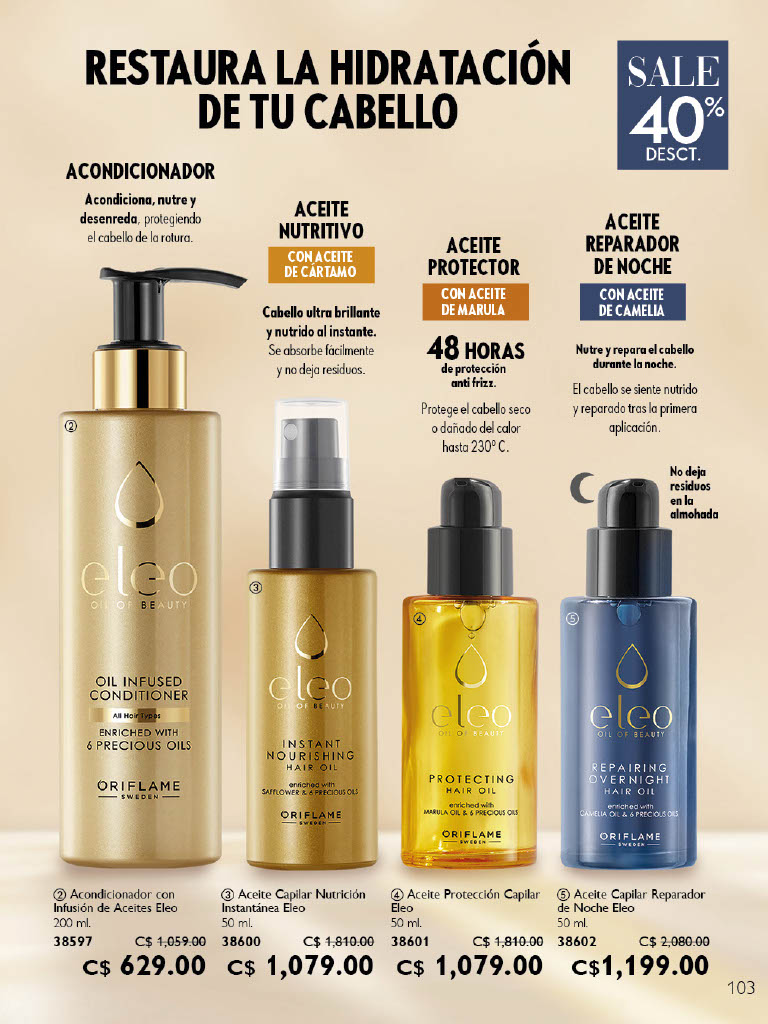 RESTAURA LA HIDRATACIÓN
DE TU CABELLO
SALE
40%
DESCT.
ACONDICIONADOR
Acondiciona, nutre y
desenreda, protegiendo
el cabello de la rotura.
ACEITE
NUTRITIVO
CON ACEITE
DE CÁRTAMO
Cabello ultra brillante
y nutrido al instante.
Se absorbe fácilmente
y no deja residuos.
ACEITE
PROTECTOR
CON ACEITE
DE MARULA
48 HORAS
de protección
anti frizz.
Protege el cabello seco
o dañado del calor
hasta 230º C.
ACEITE
REPARADOR
DE NOCHE
CON ACEITE
DE CAMELIA
Nutre y repara el cabello
durante la noche.
El cabello se siente nutrido
y reparado tras la primera
aplicación.
No deja
residuos
en la
almohada
②
eleo
OIL OF BEAUTY
OIL INFUSED
CONDITIONER
All Hair Types
ENRICHED WITH
6 PRECIOUS OILS
ORIFLAME
SWEDEN
③
eleo
OIL OF BEAUTY
INSTANT
NOURISHING
HAIR OIL
enriched with
SAFFLOWER & 6 PRECIOUS OILS
ORIFLAME
SWEDEN
④
eleo
OIL OF BEAUTY
PROTECTING
HAIR OIL
enriched with
MARULA OIL & 6 PRECIOUS OILS
ORIFLAME
SWEDEN
⑤
eleo
OIL OF BEAUTY
REPAIRING
OVERNIGHT
HAIR OIL
enriched with
CAMELIA OIL & 6 PRECIOUS OILS
ORIFLAME
SWEDEN
② Acondicionador con
Infusión de Aceites Eleo
200 ml.
38597 C$ 1,059.00
C$ 629.00
③ Aceite Capilar Nutrición
Instantánea Eleo
50 ml.
38600 C$ 1,810.00
C$ 1,079.00
④ Aceite Protección Capilar
Eleo
50 ml.
38601 C$ 1,810.00
C$ 1,079.00
⑤ Aceite Capilar Reparador
de Noche Eleo
50 ml.
38602 C$ 2,080.00
C$1,199.00
103